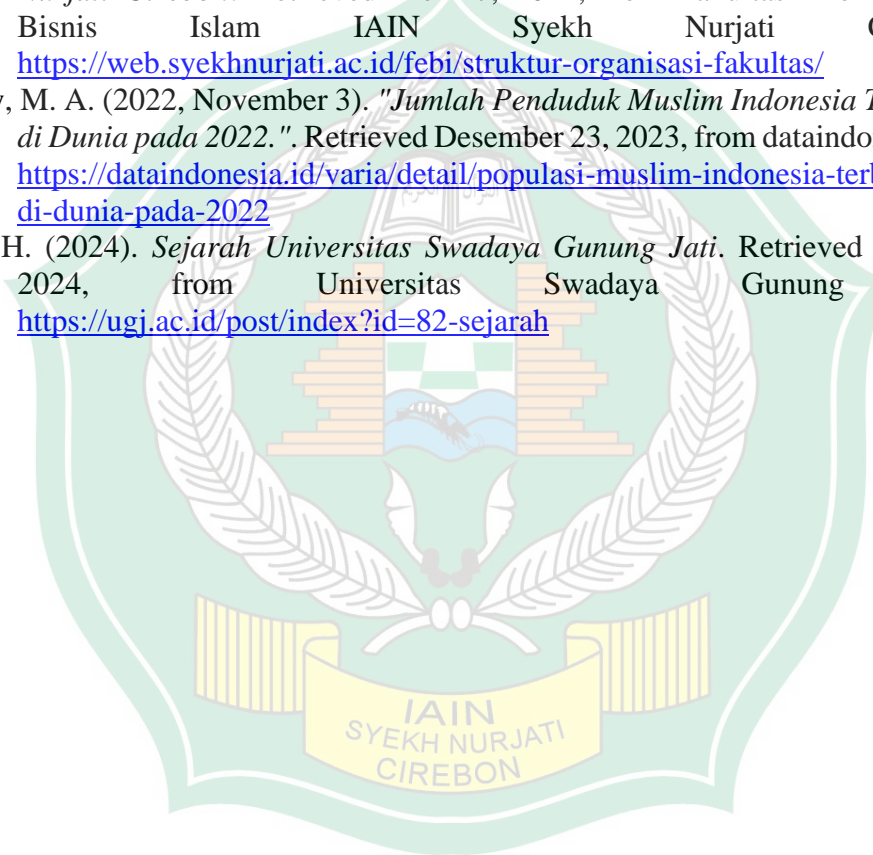 Bisnis Islam IAIN Syekh Nurjati
https://web.syekhnurjati.ac.id/febi/struktur-organisasi-fakultas/
, M. A. (2022, November 3). "Jumlah Penduduk Muslim Indonesia T
di Dunia pada 2022.". Retrieved Desember 23, 2023, from dataindo
https://dataindonesia.id/varia/detail/populasi-muslim-indonesia-terb
di-dunia-pada-2022
H. (2024). Sejarah Universitas Swadaya Gunung Jati. Retrieved
2024, from Universitas Swadaya Gunung
https://ugj.ac.id/post/index?id=82-sejarah
IAIN
SYEKH NURJATI
CIREBON